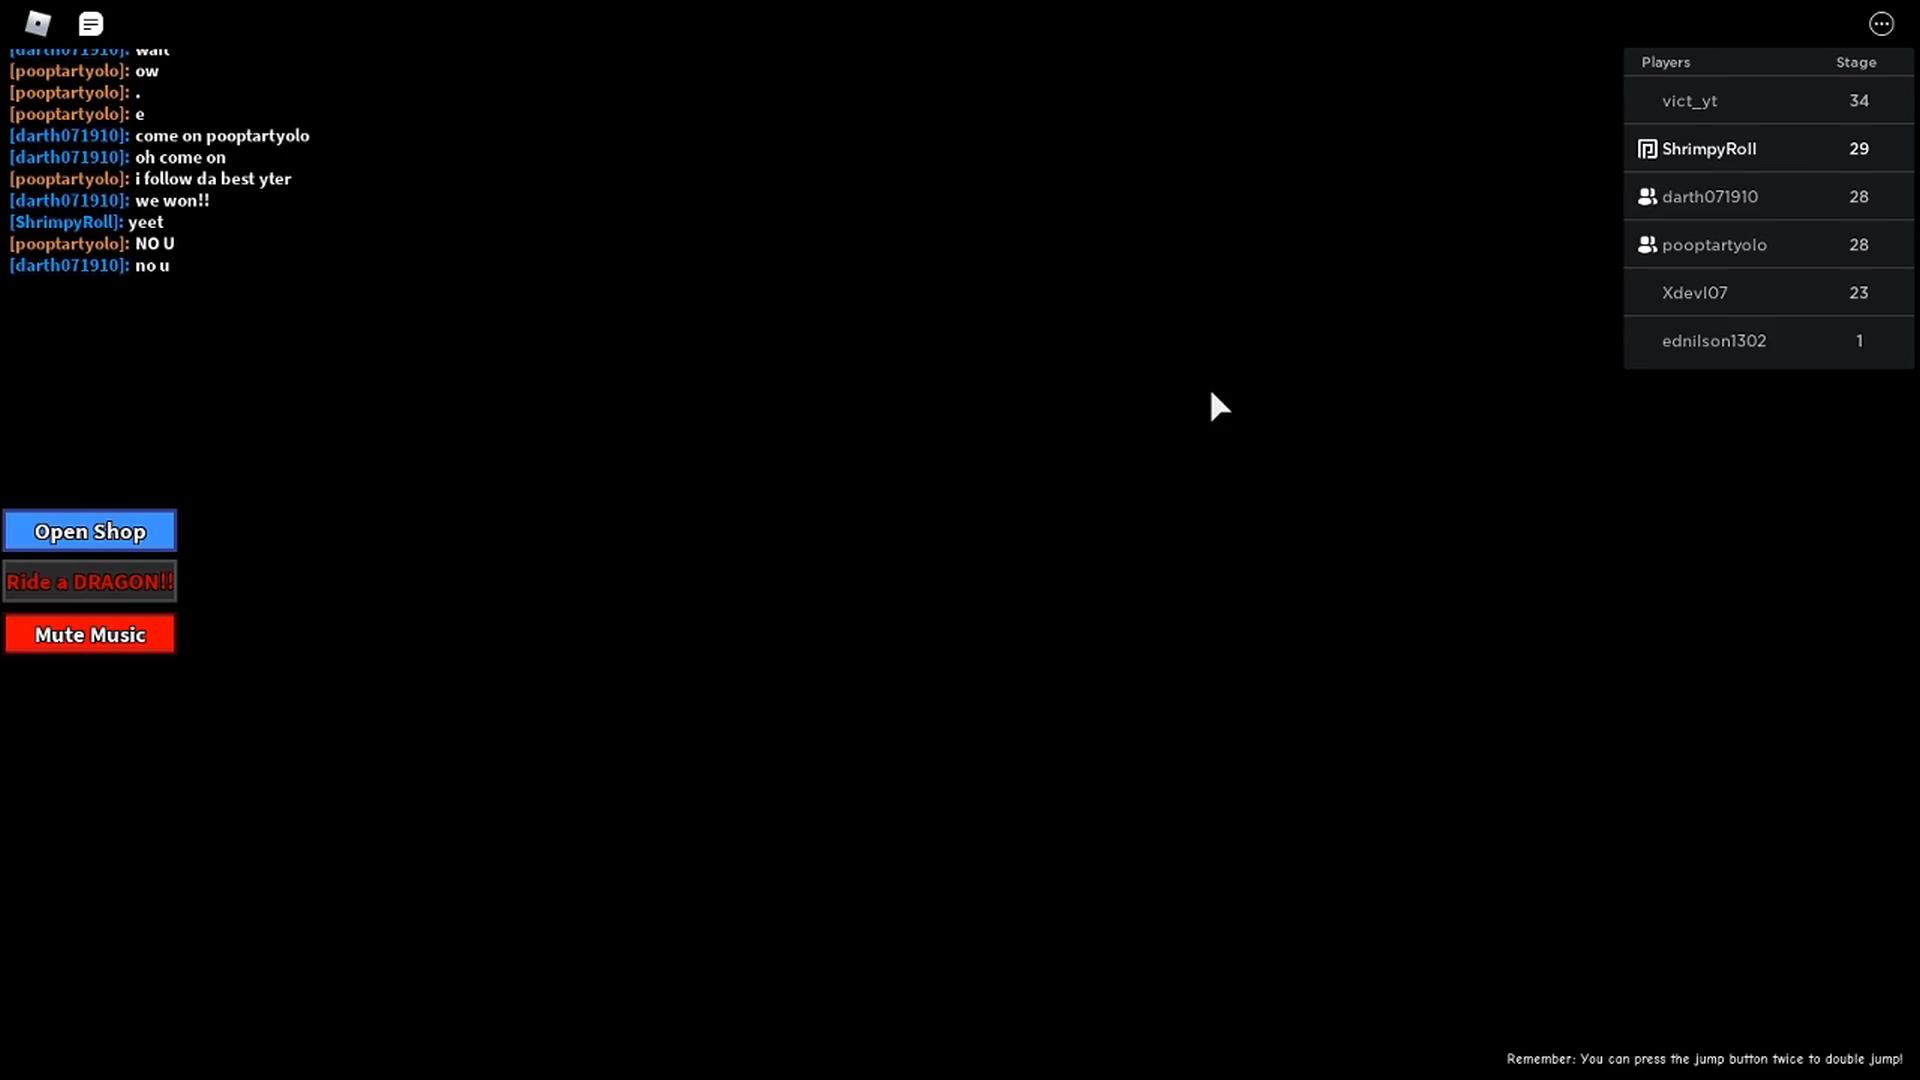 [darth071910]: wait
[pooptartyolo]: ow
[pooptartyolo]: .
[pooptartyolo]: e
[darth071910]: come on pooptartyolo
[darth071910]: oh come on
[pooptartyolo]: i follow da best yter
[darth071910]: we won!!
[ShrimpyRoll]: yeet
[pooptartyolo]: NO U
[darth071910]: no u
Players Stage
vict_yt 34
ShrimpyRoll 29
darth071910 28
pooptartyolo 28
Xdevl07 23
ednilson1302 1
Open Shop
Ride a DRAGON!!
Mute Music
Remember: You can press the jump button twice to double jump!